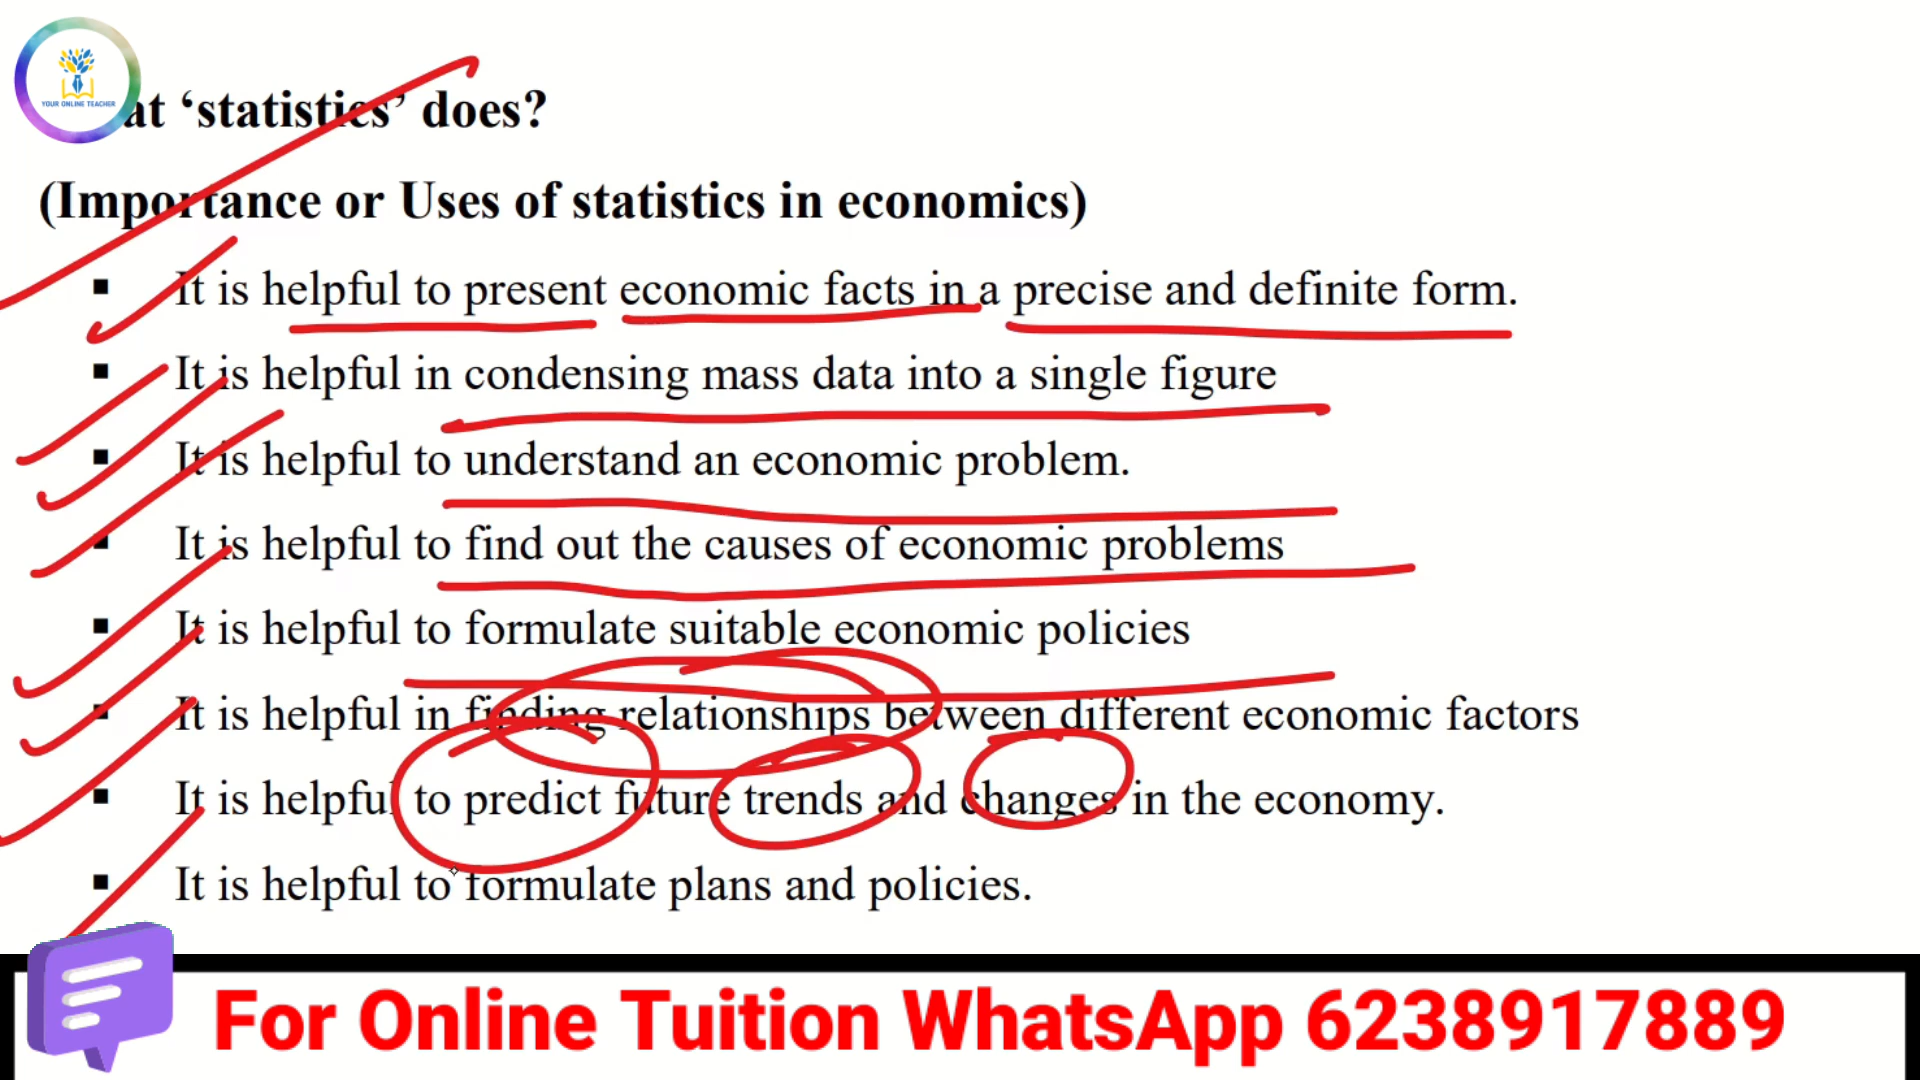 YOUR ONLINE TEACHER
at ‘statistics’ does?
(Importance or Uses of statistics in economics)
▪ It is helpful to present economic facts in a precise and definite form.
▪ It is helpful in condensing mass data into a single figure
▪ It is helpful to understand an economic problem.
▪ It is helpful to find out the causes of economic problems
▪ It is helpful to formulate suitable economic policies
▪ It is helpful in finding relationships between different economic factors
▪ It is helpful to predict future trends and changes in the economy.
▪ It is helpful to formulate plans and policies.
For Online Tuition WhatsApp 6238917889